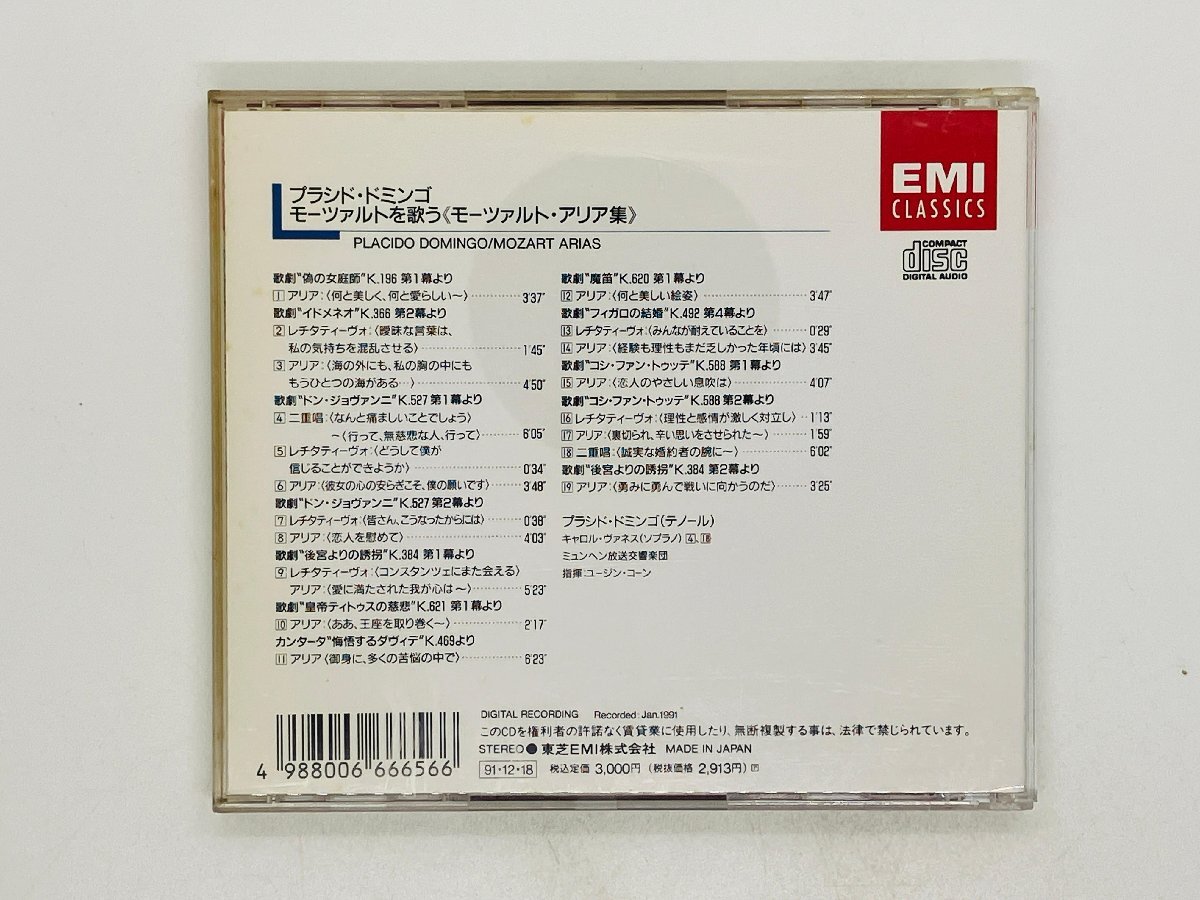 EMI
CLASSICS
COMPACT
disc
DIGITAL AUDIO
プラシド・ドミンゴ
モーツァルトを歌う《モーツァルト・アリア集》
PLACIDO DOMINGO/MOZART ARIAS
歌劇“偽の女庭師”K.196 第1幕より
1 アリア:〈何と美しく、何と愛らしい〜〉 3'37"
歌劇“イドメネオ”K.366 第2幕より
2 レチタティーヴォ:〈曖昧な言葉は、
私の気持ちを混乱させる〉 1'45"
3 アリア:〈海の外にも、私の胸の中にも
もうひとつの海がある…〉 4'50"
歌劇“ドン・ジョヴァンニ”K.527 第1幕より
4 二重唱:〈なんと痛ましいことでしょう〉
〜〈行って、無慈悲な人、行って〉 6'05"
5 レチタティーヴォ:〈どうして僕が
信じることができようか〉 0'34"
6 アリア:〈彼女の心の安らぎこそ、僕の願いです〉 3'48"
歌劇“ドン・ジョヴァンニ”K.527 第2幕より
7 レチタティーヴォ:〈皆さん、こうなったからには〉 0'38"
8 アリア:〈恋人を慰めて〉 4'03"
歌劇“後宮よりの誘拐”K.384 第1幕より
9 レチタティーヴォ:〈コンスタンツェにまた会える〉
アリア:〈愛に満たされた我が心は〜〉 5'23"
歌劇“皇帝ティトゥスの慈悲”K.621 第1幕より
10 アリア:〈ああ、王座を取り巻く〜〉 2'17"
カンタータ“悔悟するダヴィデ”K.469より
11 アリア〈御身に、多くの苦悩の中で〉 6'23"
歌劇“魔笛”K.620 第1幕より
12 アリア:〈何と美しい絵姿〉 3'47"
歌劇“フィガロの結婚”K.492 第4幕より
13 レチタティーヴォ:〈みんなが耐えていることを〉 0'29"
14 アリア:〈経験も理性もまだ乏しかった年頃には〉 3'45"
歌劇“コシ・ファン・トゥッテ”K.588 第1幕より
15 アリア:〈恋人のやさしい息吹は〉 4'07"
歌劇“コシ・ファン・トゥッテ”K.588 第2幕より
16 レチタティーヴォ:〈理性と感情が激しく対立し〉 1'13"
17 アリア:〈裏切られ、辛い思いをさせられた〜〉 1'59"
18 二重唱:〈誠実な婚約者の腕に〜〉 6'02"
歌劇“後宮よりの誘拐”K.384 第2幕より
19 アリア:〈勇みに勇んで戦いに向かうのだ〉 3'25"
プラシド・ドミンゴ(テノール)
キャロル・ヴァネス(ソプラノ) 4、18
ミュンヘン放送交響楽団
指揮:ユージン・コーン
DIGITAL RECORDING Recorded: Jan.1991
このCDを権利者の許諾なく賃貸業に使用したり、無断複製する事は、法律で禁じられています。
STEREO ● 東芝EMI株式会社 MADE IN JAPAN
91・12・18 税込定価 3,000円 (税抜価格 2,913円)
4 988006 666566